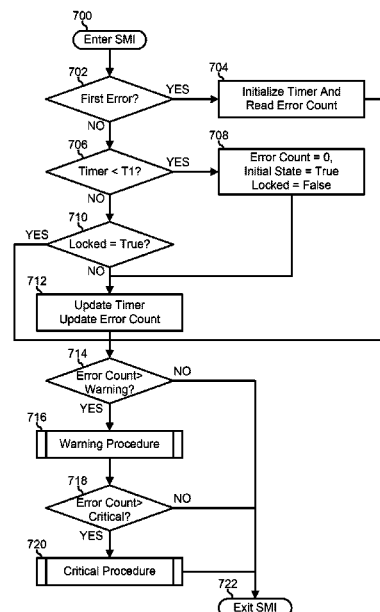 700
Enter SMI
702
First Error?
YES
NO
704
Initialize Timer And
Read Error Count
706
Timer < T1?
YES
NO
708
Error Count = 0,
Initial State = True
Locked = False
710
YES
Locked = True?
NO
712
Update Timer
Update Error Count
714
Error Count>
Warning?
NO
YES
716
Warning Procedure
718
Error Count>
Critical?
NO
YES
720
Critical Procedure
722
Exit SMI